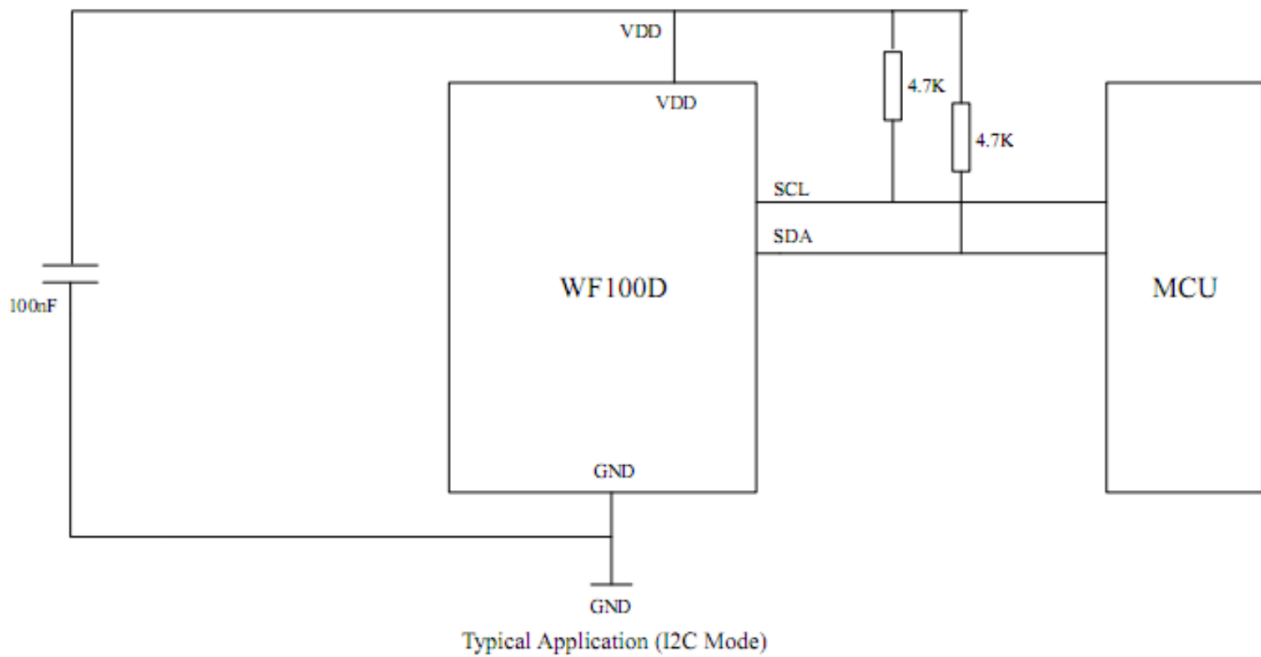 VDD
VDD
4.7K
4.7K
SCL
SDA
WF100D
MCU
100nF
GND
GND
Typical Application (I2C Mode)